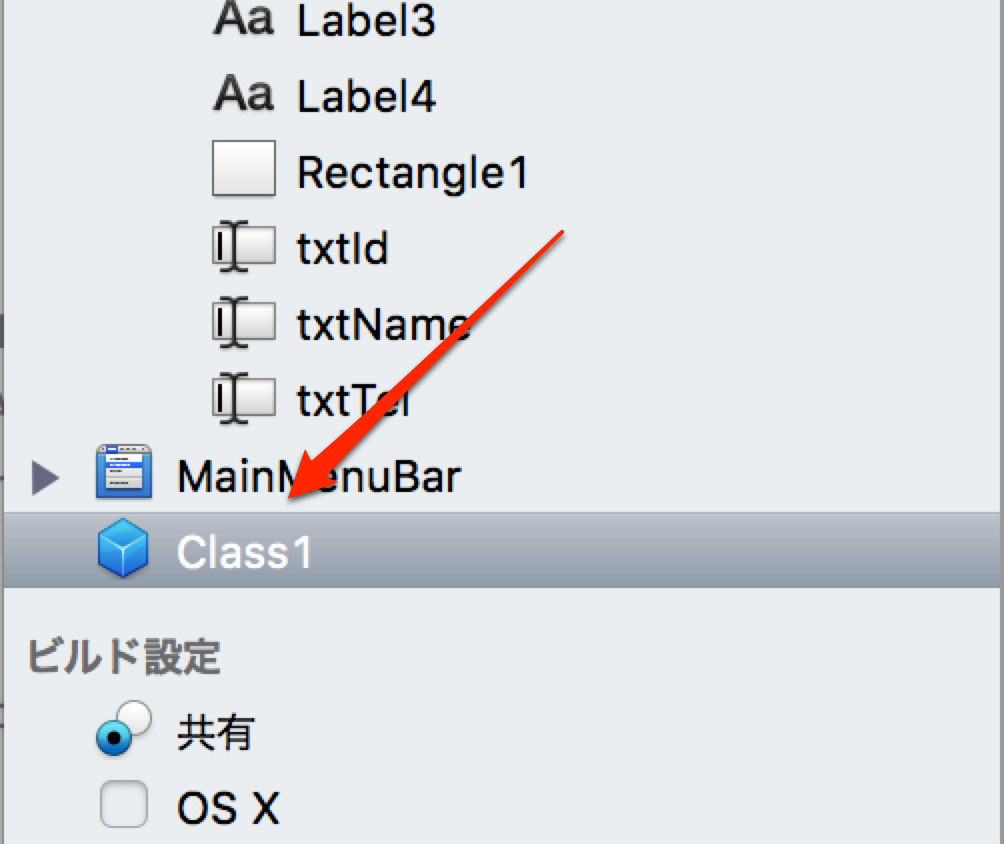 Aa Label3
Aa Label4
Rectangle1
txtId
txtName
txtTel
MainMenuBar
Class1
ビルド設定
共有
OS X